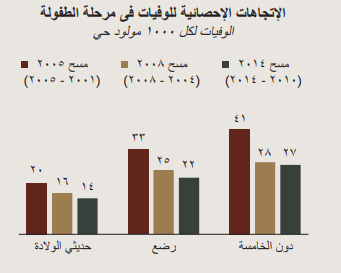 الإتجاهات الإحصائية للوفيات فى مرحلة الطفولة
الوفيات لكل ١٠٠٠ مولود حي
مسح ٢٠٠٥ مسح ٢٠٠٨ مسح ٢٠١٤
(٢٠٠١ - ٢٠٠٥) (٢٠٠٤ - ٢٠٠٨) (٢٠١٠ - ٢٠١٤)
٤١ ٢٨ ٢٧
٣٣ ٢٥ ٢٢
٢٠ ١٦ ١٤
حديثي الولادة رضع دون الخامسة